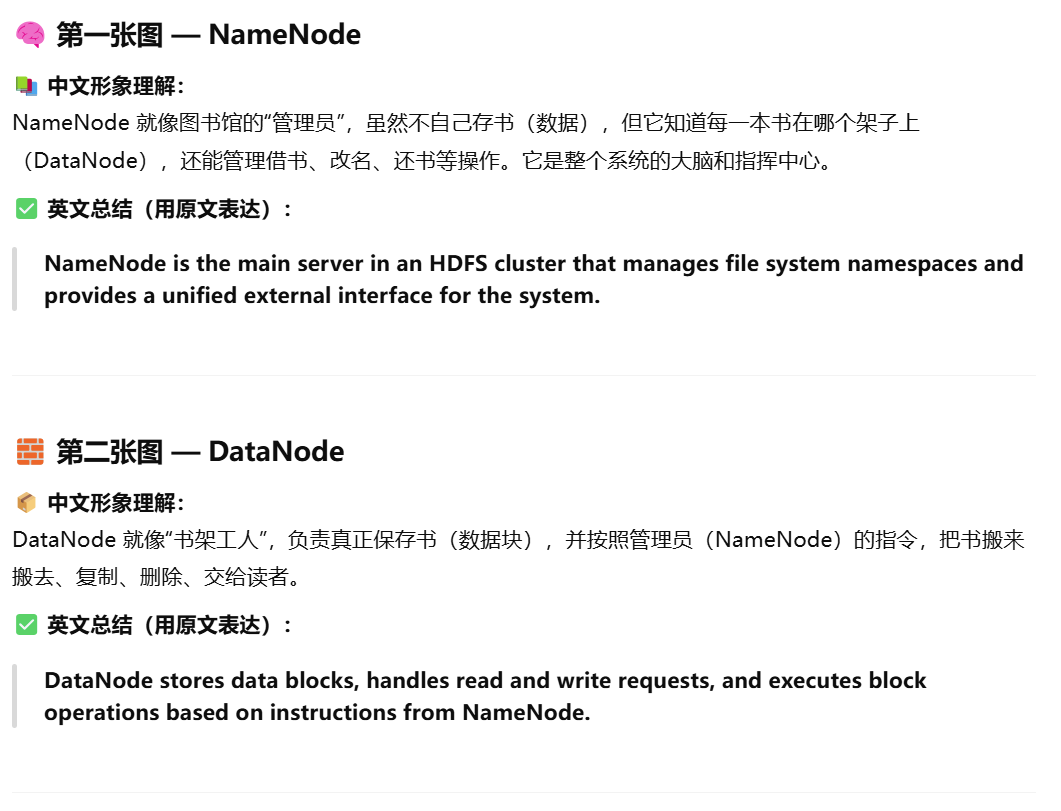 🧠 第一张图 — NameNode
📚 中文形象理解：
NameNode 就像图书馆的“管理员”，虽然不自己存书（数据），但它知道每一本书在哪个架子上
（DataNode），还能管理借书、改名、还书等操作。它是整个系统的大脑和指挥中心。
✅ 英文总结（用原文表达）：
NameNode is the main server in an HDFS cluster that manages file system namespaces and
provides a unified external interface for the system.
🧱 第二张图 — DataNode
📦 中文形象理解：
DataNode 就像“书架工人”，负责真正保存书（数据块），并按照管理员（NameNode）的指令，把书搬来
搬去、复制、删除、交给读者。
✅ 英文总结（用原文表达）：
DataNode stores data blocks, handles read and write requests, and executes block
operations based on instructions from NameNode.